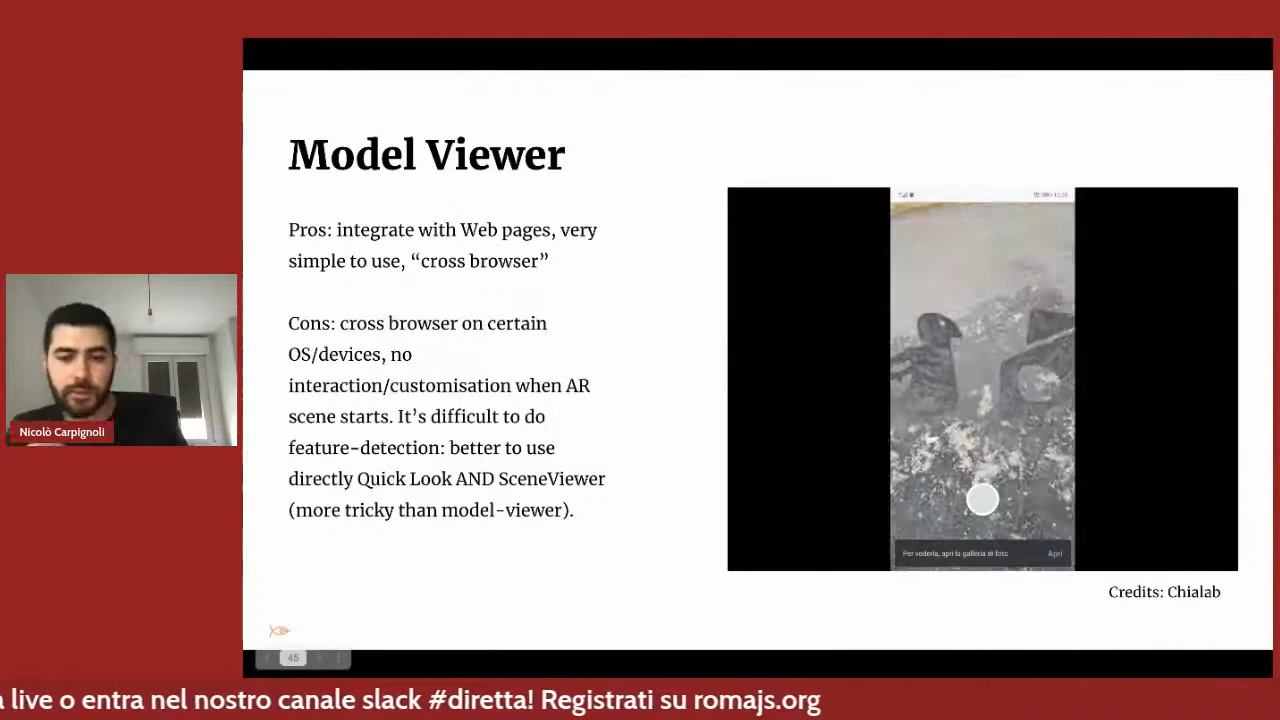 Model Viewer
Pros: integrate with Web pages, very
simple to use, “cross browser”
Cons: cross browser on certain
OS/devices, no
interaction/customisation when AR
scene starts. It’s difficult to do
feature-detection: better to use
directly Quick Look AND SceneViewer
(more tricky than model-viewer).
Per vederla, apri la galleria di foto Apri
Credits: Chialab
Nicolò Carpignoli
45
a live o entra nel nostro canale slack #diretta! Registrati su romajs.org